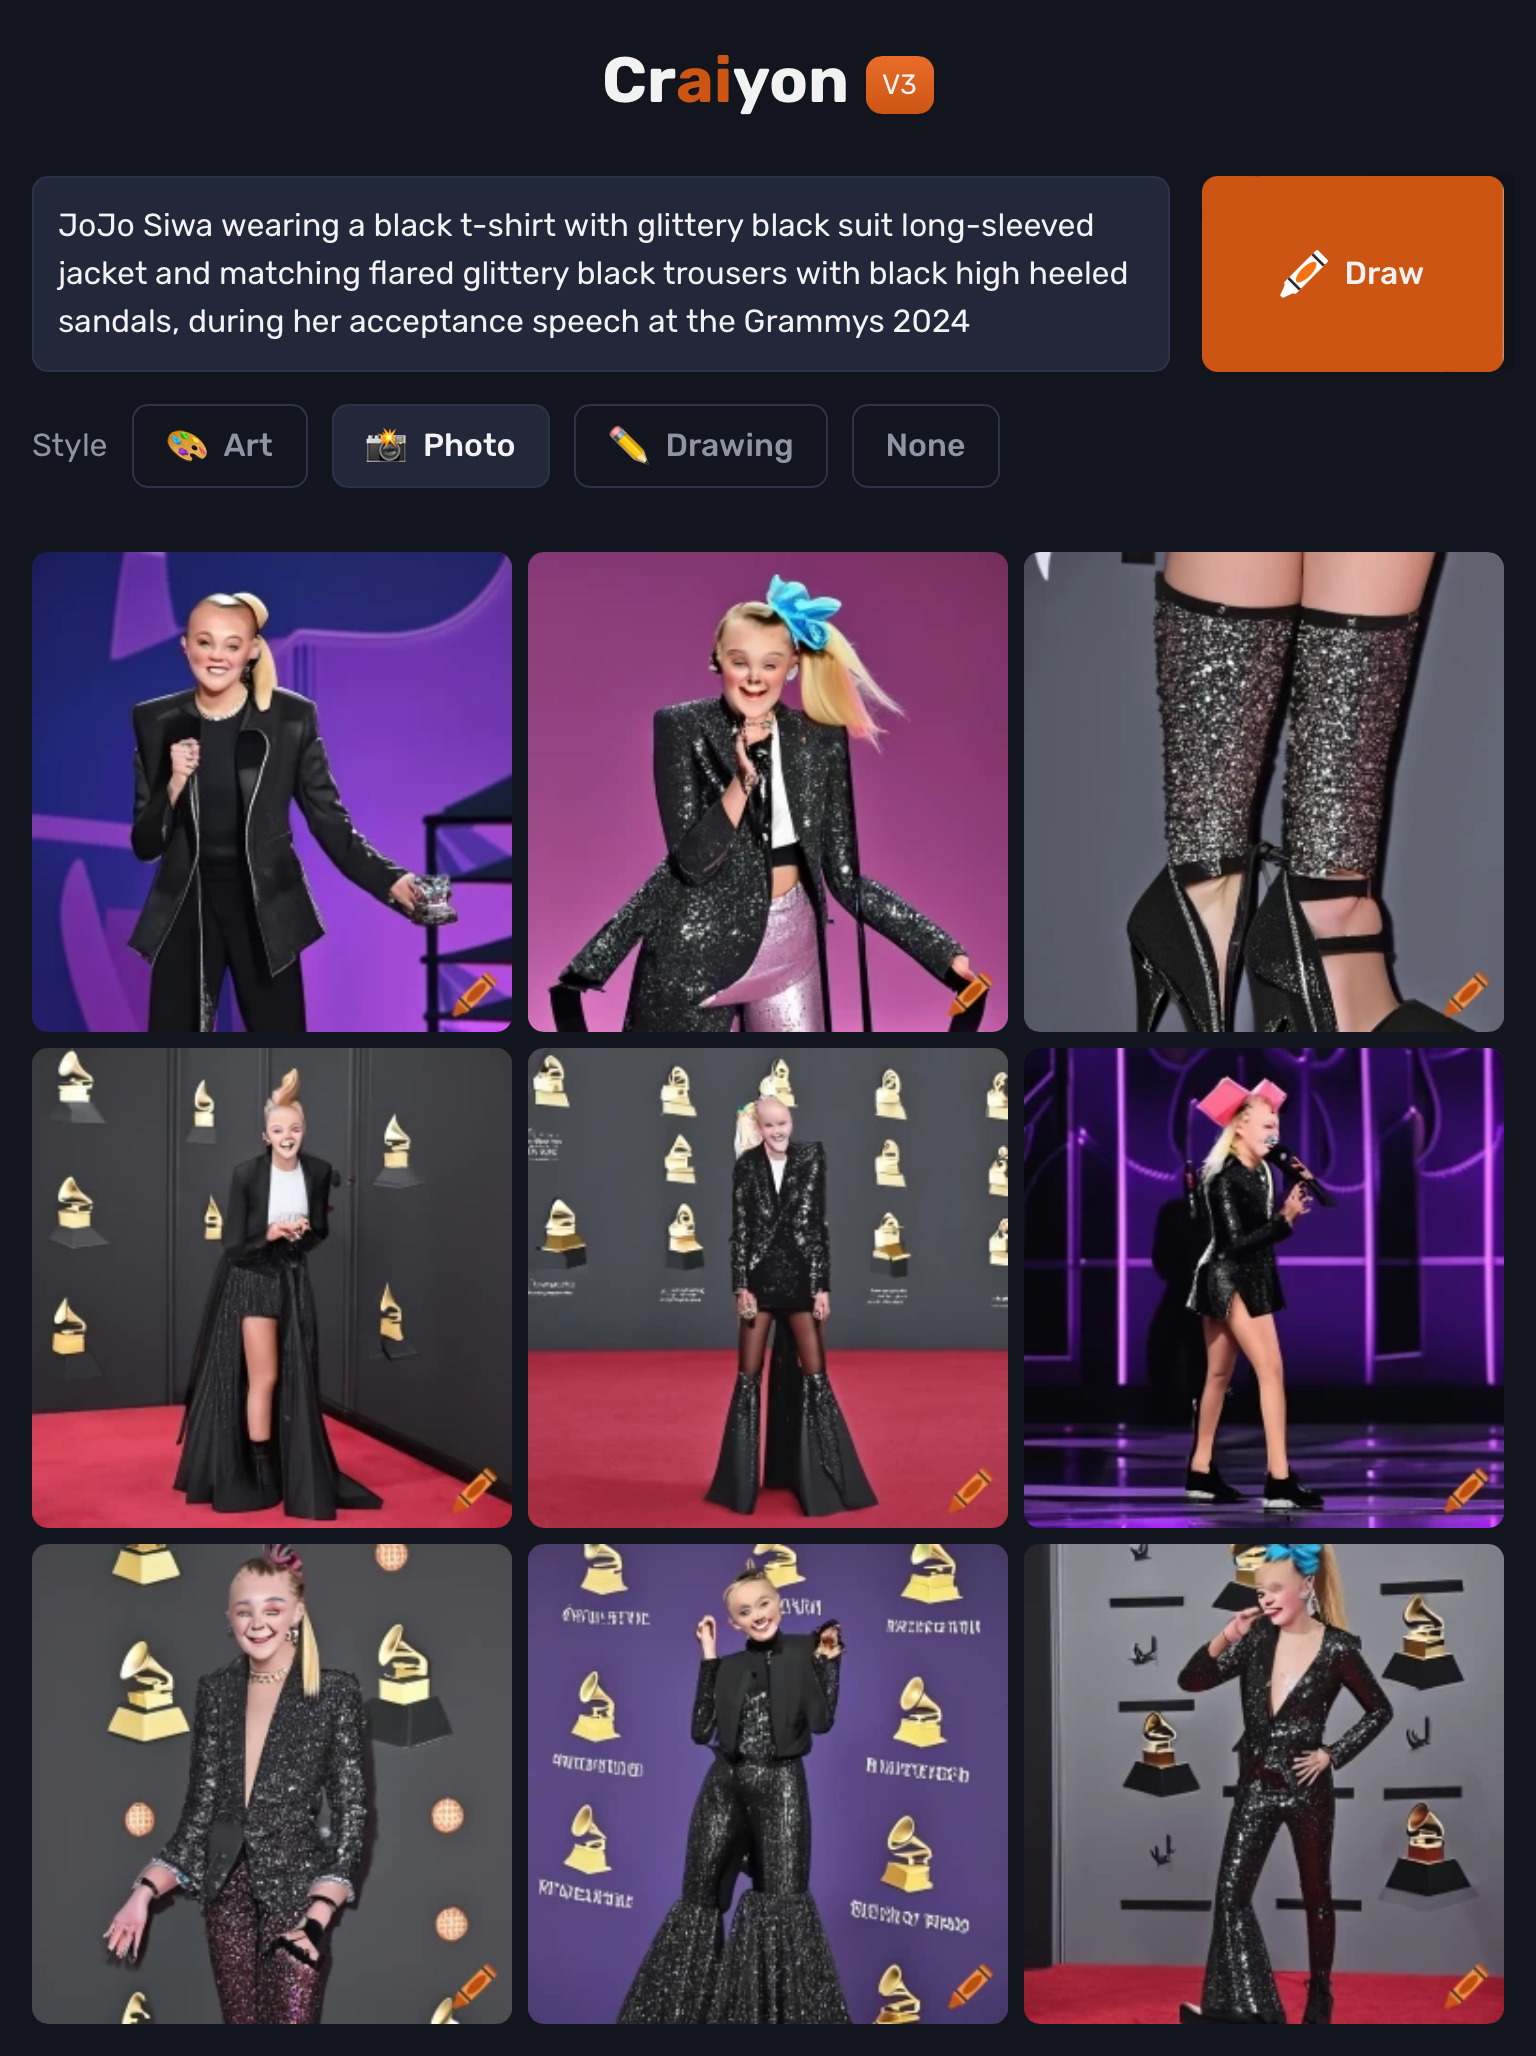 Craiyon V3
JoJo Siwa wearing a black t-shirt with glittery black suit long-sleeved
jacket and matching flared glittery black trousers with black high heeled
sandals, during her acceptance speech at the Grammys 2024
Draw
Style Art Photo Drawing None